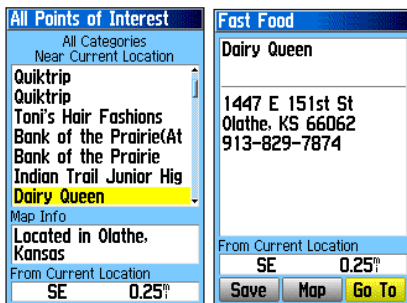 All Points of Interest
All Categories
Near Current Location
Quiktrip
Quiktrip
Toni's Hair Fashions
Bank of the Prairie(At
Bank of the Prairie
Indian Trail Junior Hig
Dairy Queen
Map Info
Located in Olathe,
Kansas
From Current Location
SE 0.25m
Fast Food
Dairy Queen
1447 E 151st St
Olathe, KS 66062
913-829-7874
From Current Location
SE 0.25m
Save Map Go To